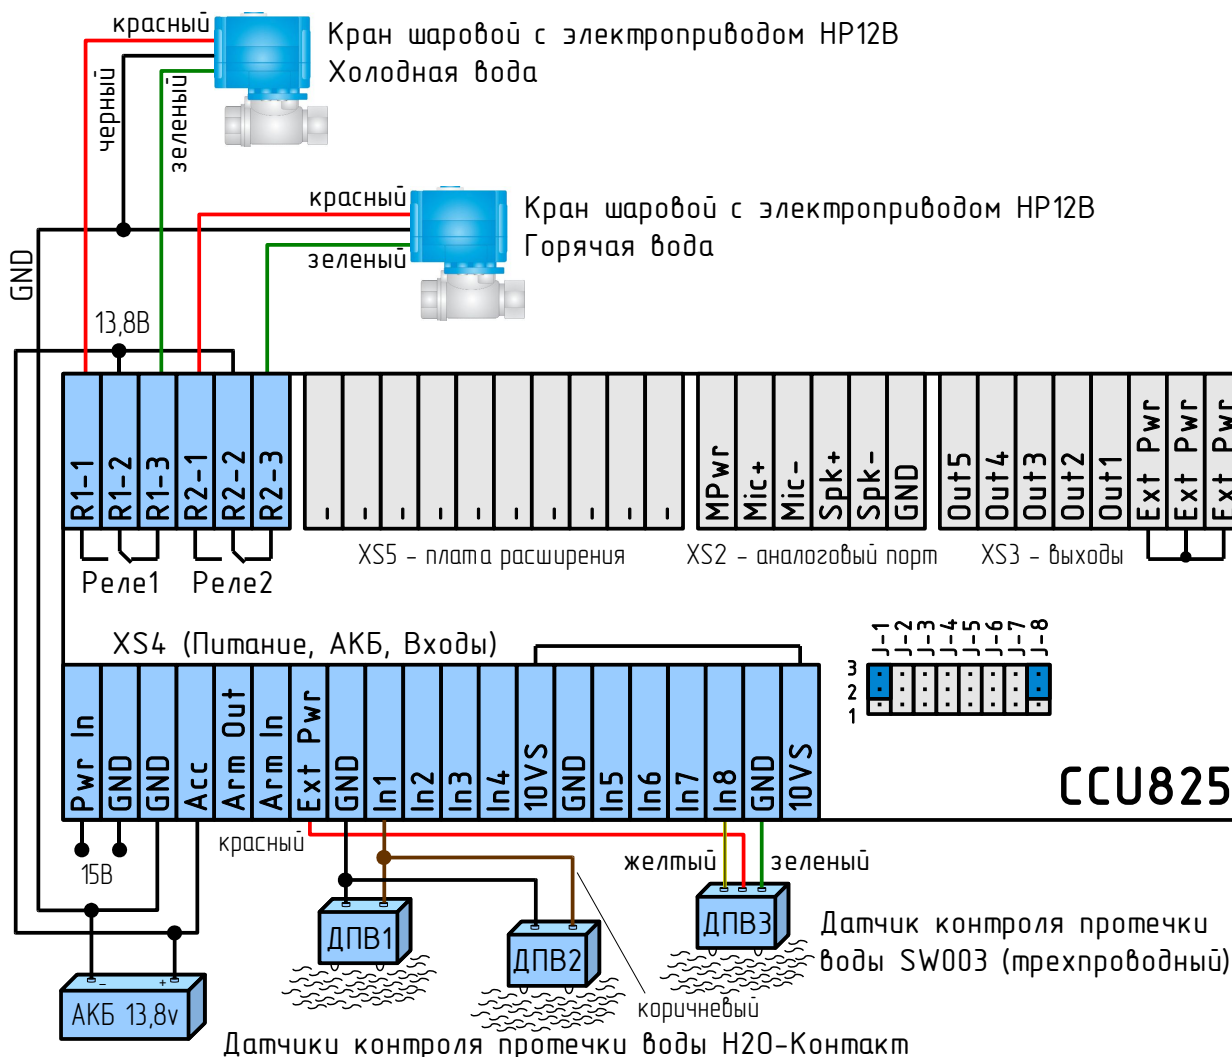 красный
Кран шаровой с электроприводом НР12В
Холодная вода
черный
зеленый
красный
Кран шаровой с электроприводом НР12В
Горячая вода
зеленый
GND
13,8В
R1-1
R1-2
R1-3
R2-1
R2-2
R2-3
-
-
-
-
-
-
-
-
-
-
MPwr
Mic+
Mic-
Spk+
Spk-
GND
Out5
Out4
Out3
Out2
Out1
Ext Pwr
Ext Pwr
Ext Pwr
Реле1
Реле2
XS5 - плата расширения
XS2 - аналоговый порт
XS3 - выходы
XS4 (Питание, АКБ, Входы)
J-1
J-2
J-3
J-4
J-5
J-6
J-7
J-8
3
2
1
Pwr In
GND
GND
Acc
Arm Out
Arm In
Ext Pwr
GND
In1
In2
In3
In4
10VS
GND
In5
In6
In7
In8
GND
10VS
CCU825
15В
красный
желтый
зеленый
ДПВ1
ДПВ2
ДПВ3
Датчик контроля протечки
воды SW003 (трехпроводный)
- +
АКБ 13,8v
коричневый
Датчики контроля протечки воды Н2О-Контакт